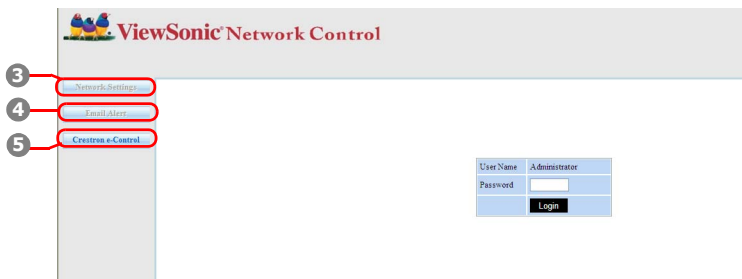 ViewSonic® Network Control
3 Network Settings
4 Email Alert
5 Crestron e-Control
User Name Administrator
Password
Login